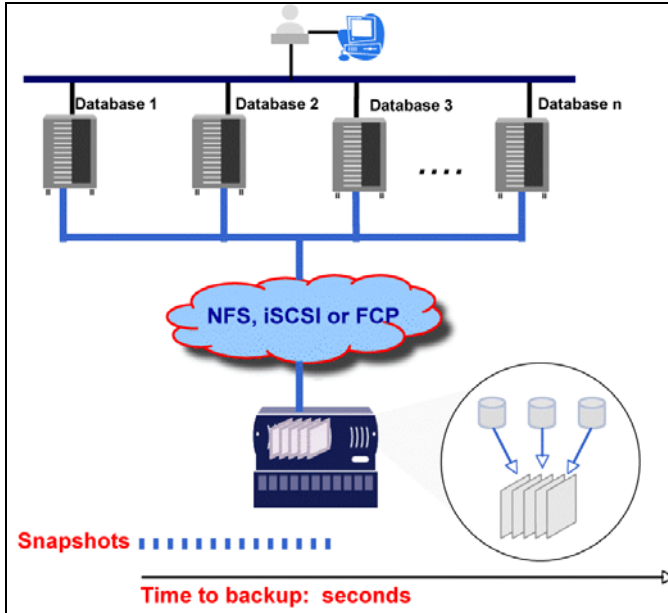 Database 1
Database 2
Database 3
Database n
....
NFS, iSCSI or FCP
Snapshots
Time to backup: seconds